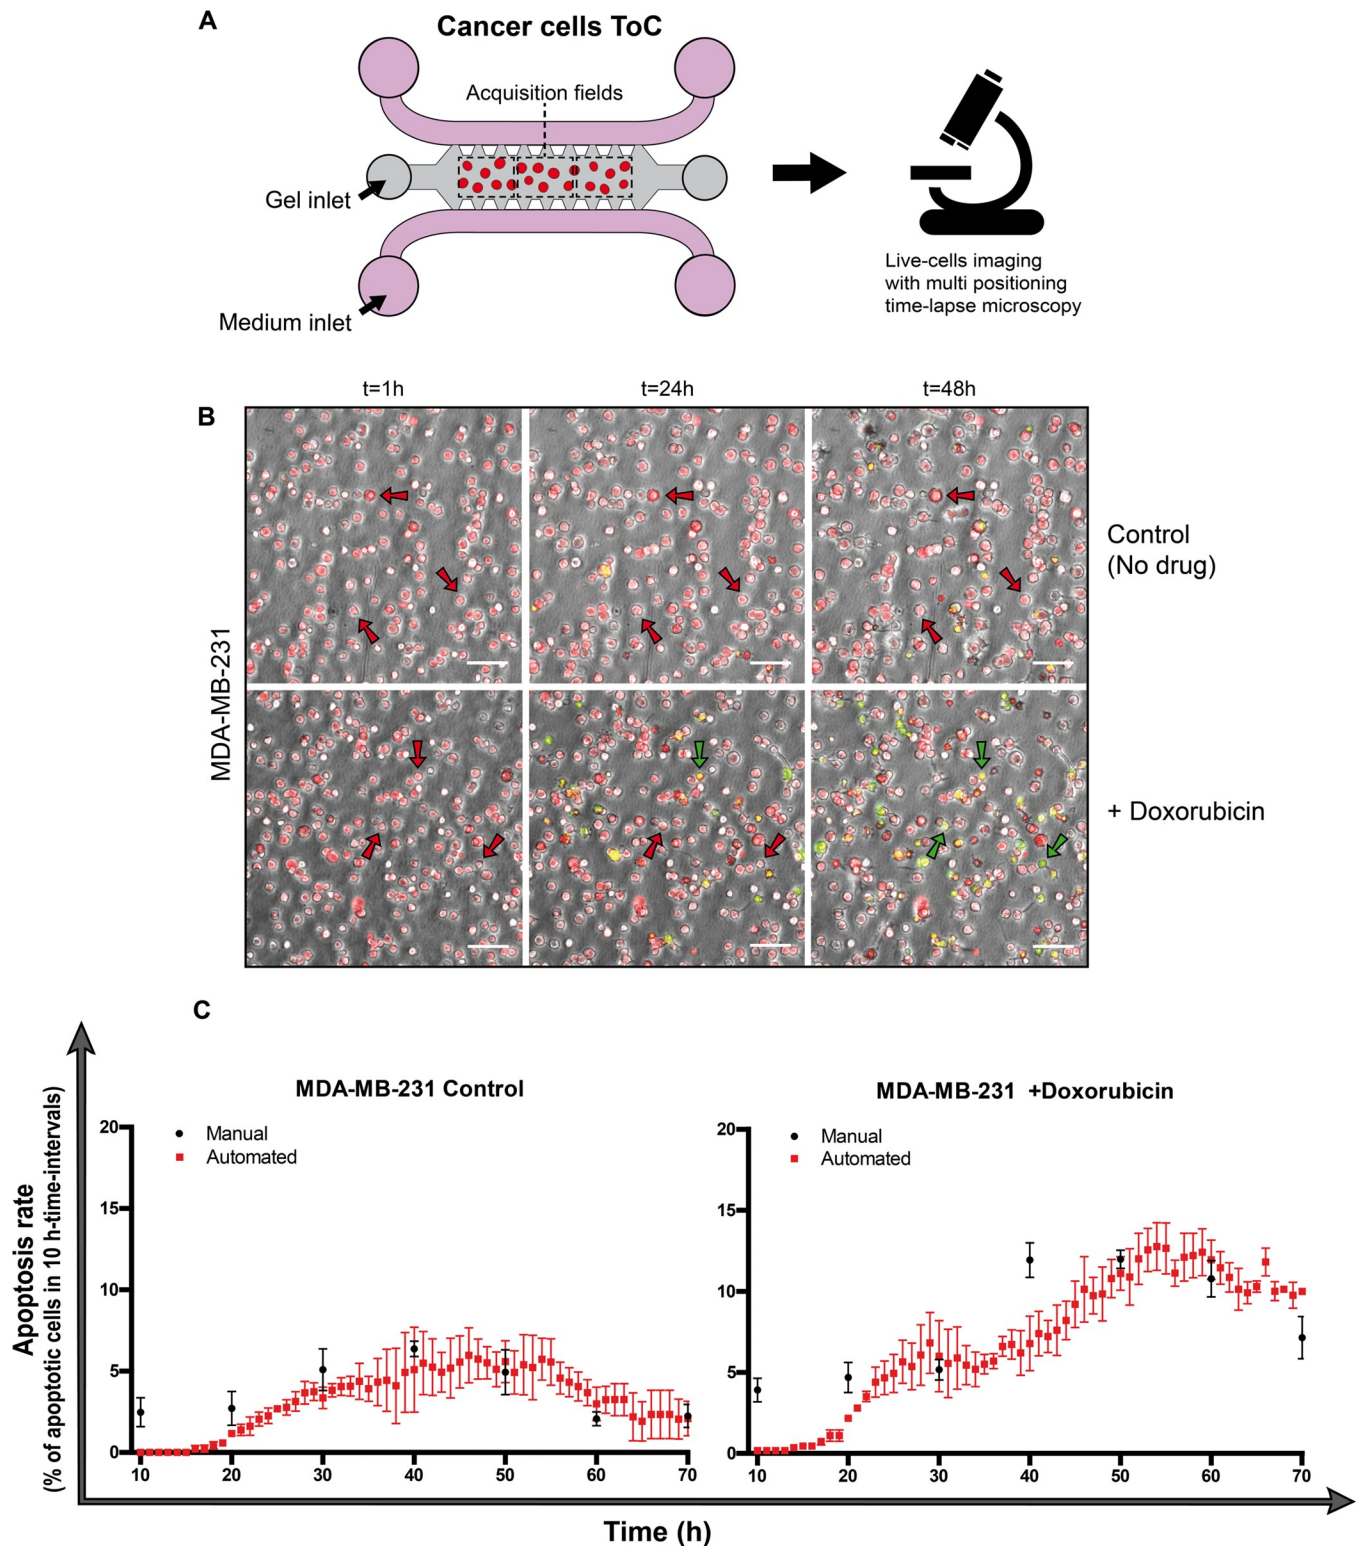 A
Cancer cells ToC
Acquisition fields
Gel inlet
Medium inlet
Live-cells imaging
with multi positioning
time-lapse microscopy
B
t=1h
t=24h
t=48h
MDA-MB-231
Control
(No drug)
+ Doxorubicin
C
Apoptosis rate
(% of apoptotic cells in 10 h-time-intervals)
MDA-MB-231 Control
Manual
Automated
20
15
10
5
0
10 20 30 40 50 60 70
MDA-MB-231 +Doxorubicin
Manual
Automated
20
15
10
5
0
10 20 30 40 50 60 70
Time (h)